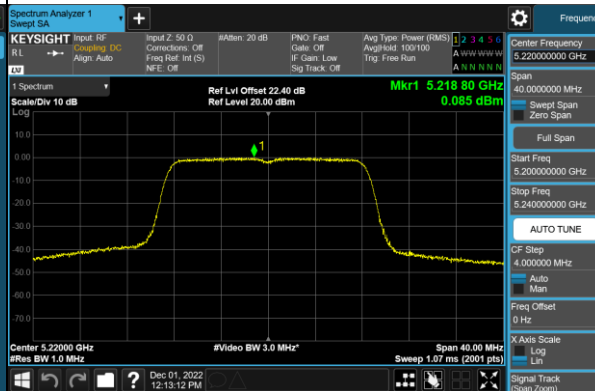 Spectrum Analyzer 1
Swept SA
+
Frequen
KEYSIGHT Input: RF Input Z: 50 Ω #Atten: 20 dB PNO: Fast Avg Type: Power (RMS) 1 2 3 4 5 6
RL Coupling: DC Corrections: Off Gate: Off Avg|Hold: 100/100 A W W W W W
Align: Auto Freq Ref: Int (S) IF Gain: Low Trig: Free Run
NFE: Off Sig Track: Off A N N N N N
LXI
1 Spectrum Ref Lvl Offset 22.40 dB Mkr1 5.218 80 GHz
Scale/Div 10 dB Ref Level 20.00 dBm 0.085 dBm
Log
10.0
1
-20.0
-30.0
-40.0
-50.0
-60.0
-70.0
Center 5.22000 GHz #Video BW 3.0 MHz* Span 40.00 MHz
#Res BW 1.0 MHz Sweep 1.07 ms (2001 pts)
? Dec 01, 2022
12:13:12 PM
Center Frequency
5.220000000 GHz
Span
40.0000000 MHz
Swept Span
Zero Span
Full Span
Start Freq
5.200000000 GHz
Stop Freq
5.240000000 GHz
AUTO TUNE
CF Step
4.000000 MHz
Auto
Man
Freq Offset
0 Hz
X Axis Scale
Log
Lin
Signal Track
(Span Zoom)